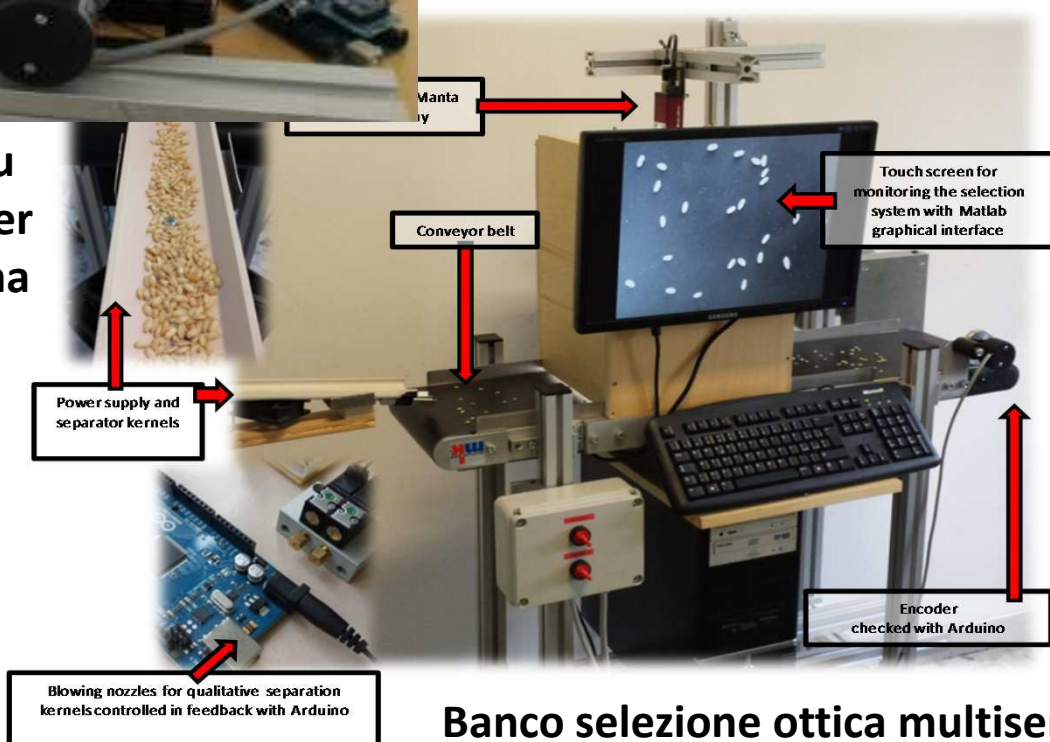 Manta
Touch screen for
monitoring the selection
system with Matlab
graphical interface
Conveyor belt
Power supply and
separator kernels
SAMSUNG
Encoder
checked with Arduino
Blowing nozzles for qualitative separation
kernels controlled in feedback with Arduino
Banco selezione ottica